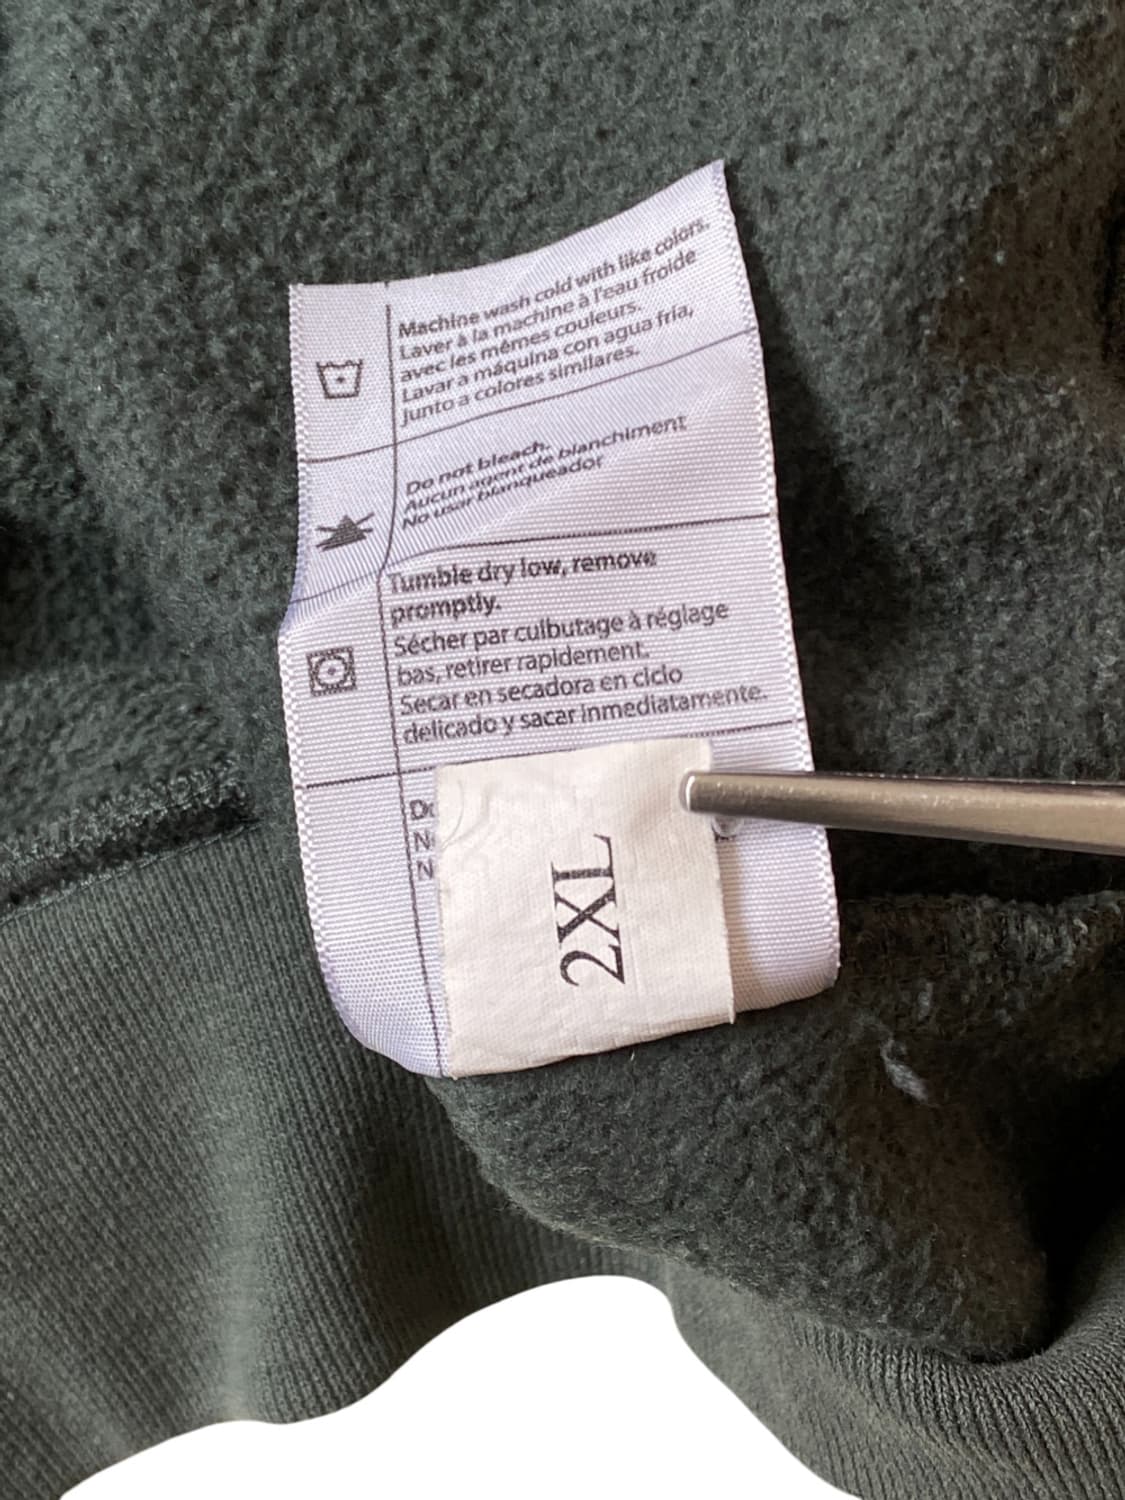 Machine wash cold with like colors.
Laver à la machine à l'eau froide
avec les mêmes couleurs.
Lavar a máquina con agua fría,
junto a colores similares.
Do not bleach.
Aucun agent de blanchiment
No usar blanqueador
Tumble dry low, remove
promptly.
Sécher par culbutage à réglage
bas, retirer rapidement.
Secar en secadora en ciclo
delicado y sacar inmediatamente.
2XL